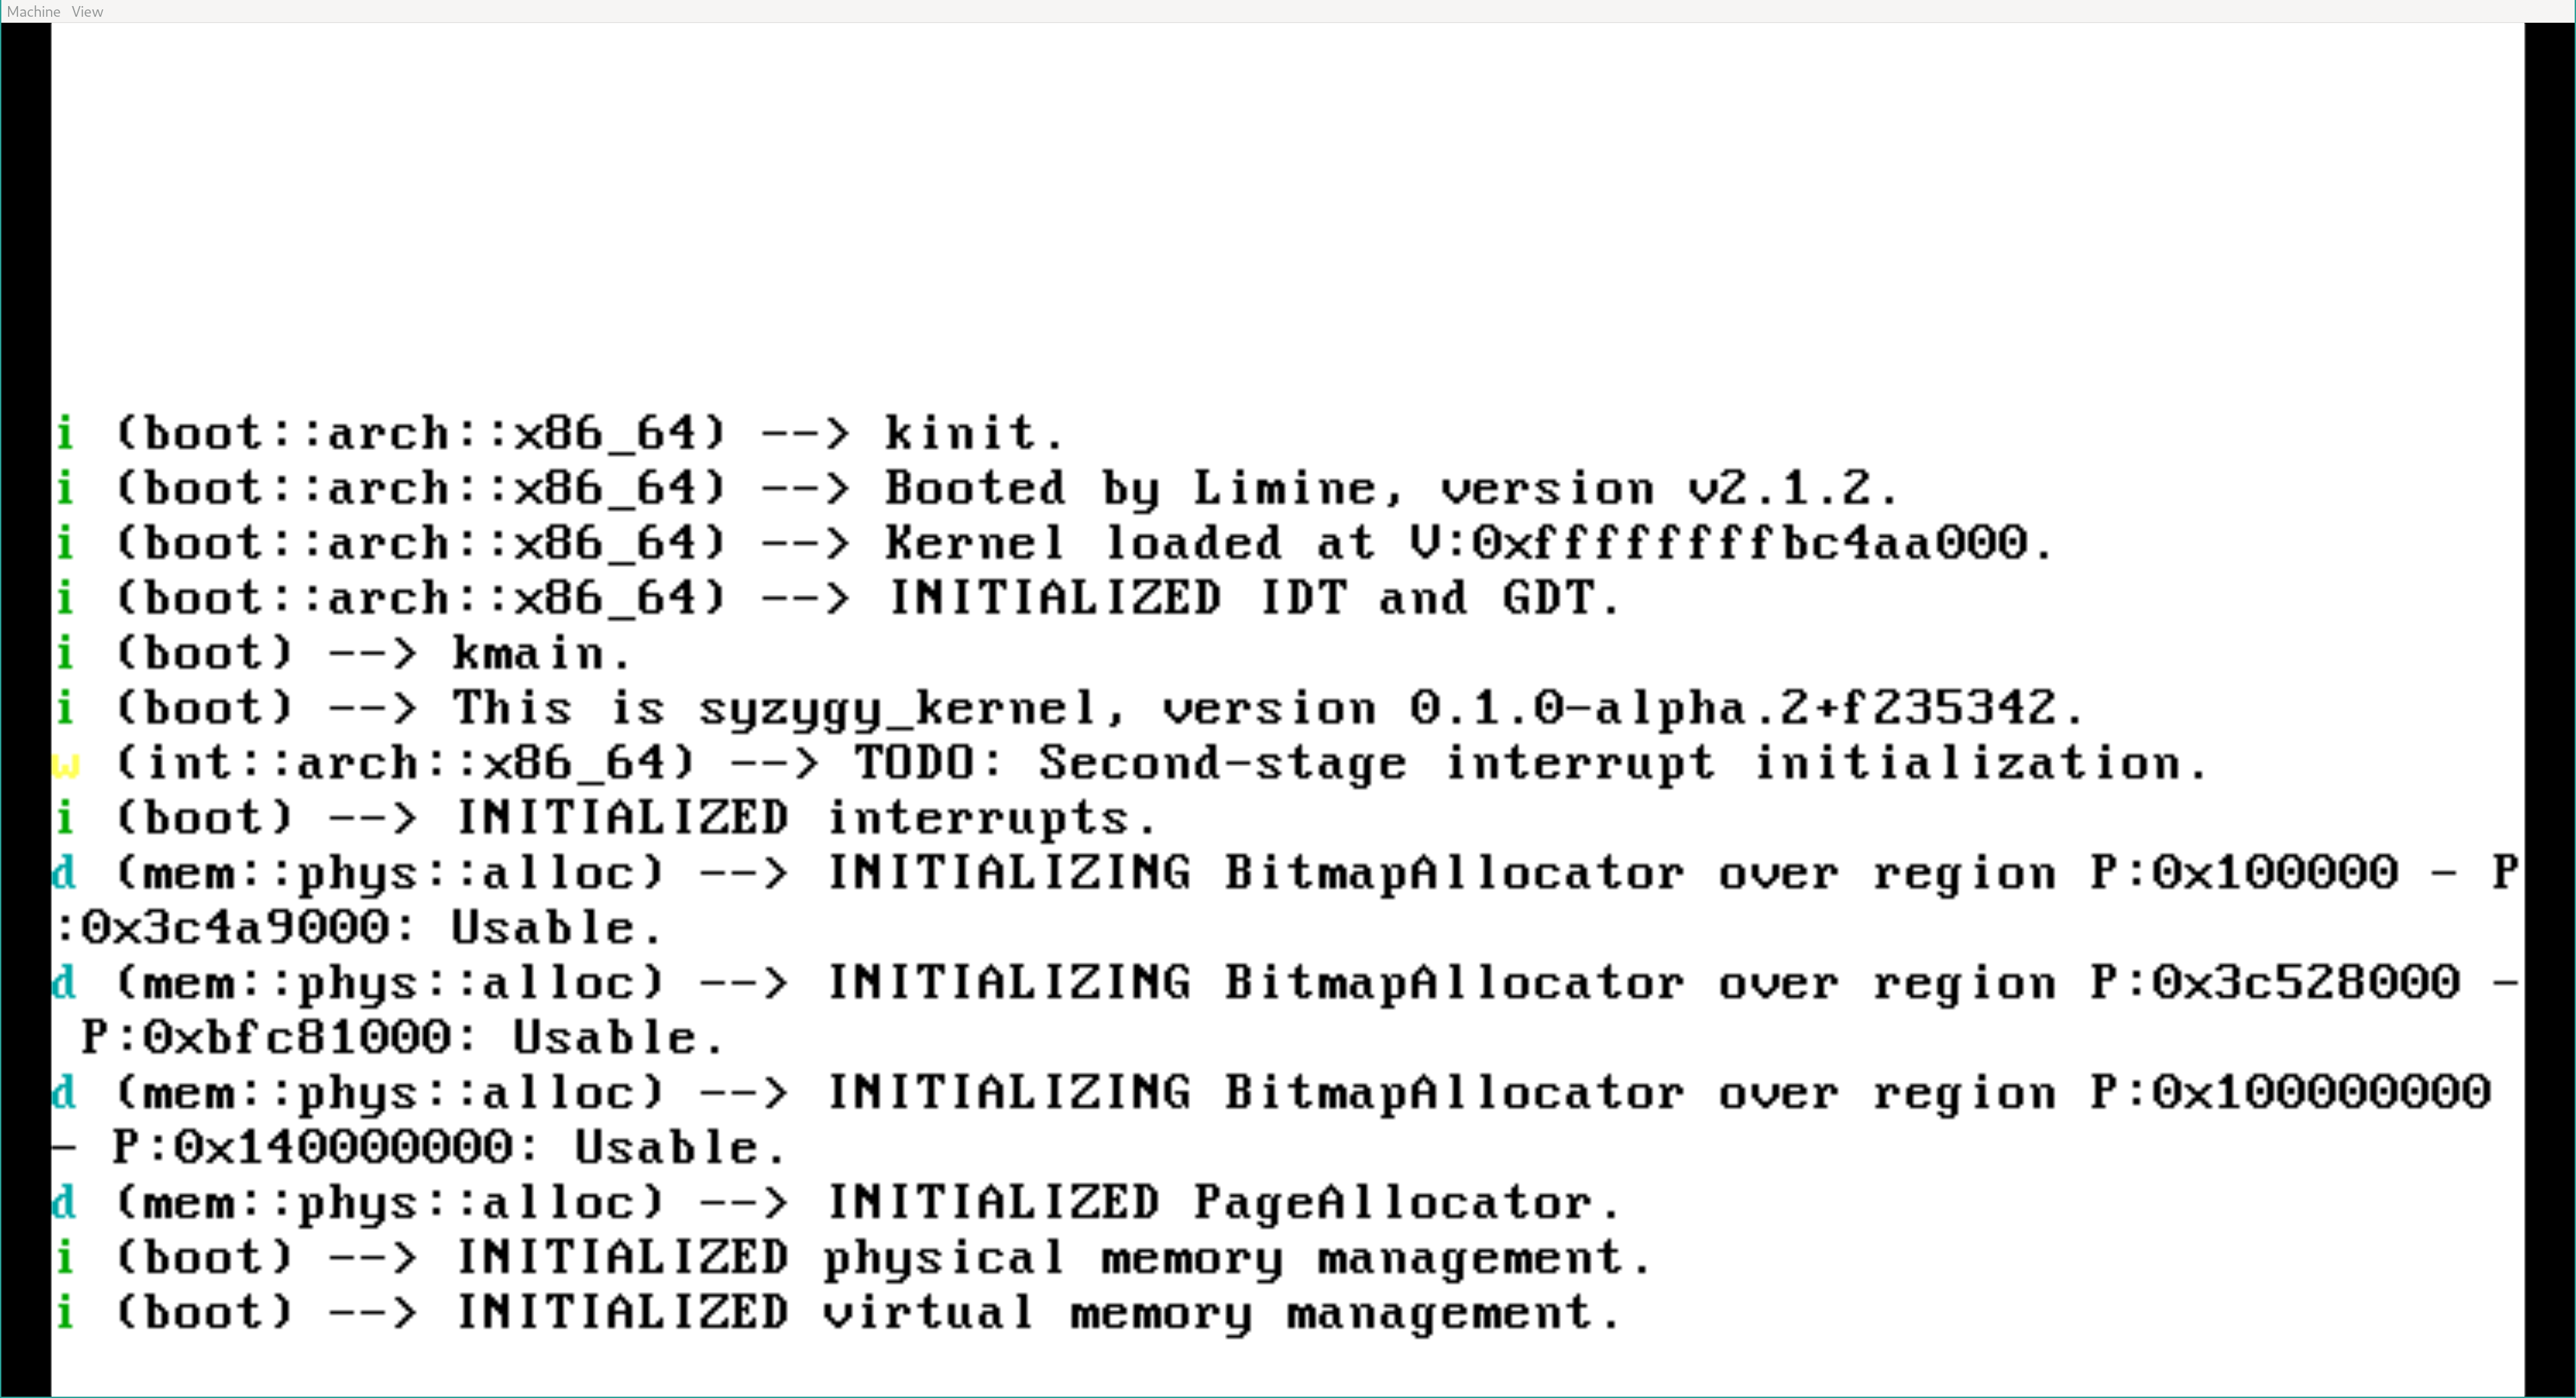 Machine View
i (boot::arch::x86_64) --> kinit.
i (boot::arch::x86_64) --> Booted by Limine, version v2.1.2.
i (boot::arch::x86_64) --> Kernel loaded at V:0xffffffffbc4aa000.
i (boot::arch::x86_64) --> INITIALIZED IDT and GDT.
i (boot) --> kmain.
i (boot) --> This is syzygy_kernel, version 0.1.0-alpha.2+f235342.
w (int::arch::x86_64) --> TODO: Second-stage interrupt initialization.
i (boot) --> INITIALIZED interrupts.
d (mem::phys::alloc) --> INITIALIZING BitmapAllocator over region P:0x100000 - P
:0x3c4a9000: Usable.
d (mem::phys::alloc) --> INITIALIZING BitmapAllocator over region P:0x3c528000 -
 P:0xbfc81000: Usable.
d (mem::phys::alloc) --> INITIALIZING BitmapAllocator over region P:0x100000000
- P:0x140000000: Usable.
d (mem::phys::alloc) --> INITIALIZED PageAllocator.
i (boot) --> INITIALIZED physical memory management.
i (boot) --> INITIALIZED virtual memory management.